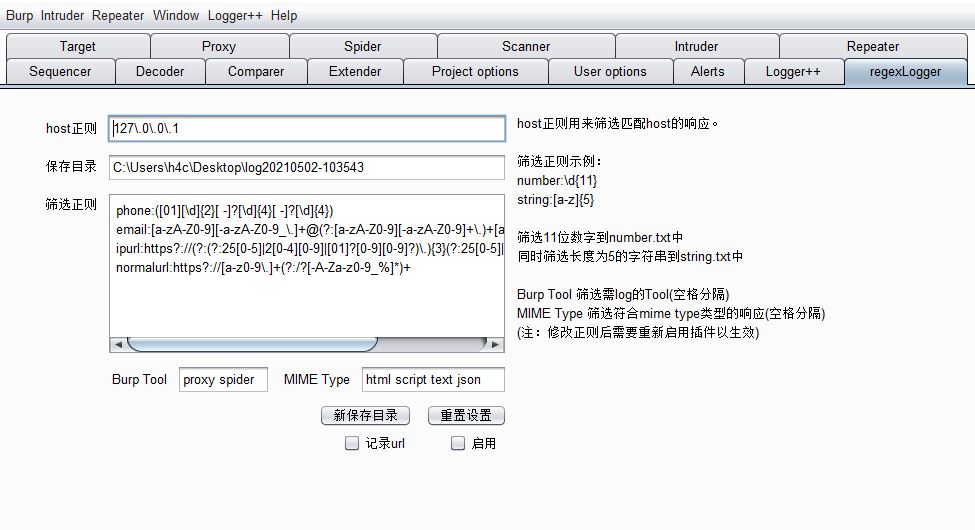 Burp Intruder Repeater Window Logger++ Help
Target Proxy Spider Scanner Intruder Repeater
Sequencer Decoder Comparer Extender Project options User options Alerts Logger++ regexLogger
host正则 127\.0\.0\.1
保存目录 C:\Users\h4c\Desktop\log20210502-103543
筛选正则
phone:([01][\d]{2}[ -]?[\d]{4}[ -]?[\d]{4})
email:[a-zA-Z0-9][-a-zA-Z0-9_\.]+@(?:[a-zA-Z0-9][-a-zA-Z0-9]+\.)+[a
ipurl:https?://(?:(?:25[0-5]|2[0-4][0-9]|[01]?[0-9][0-9]?)\.){3}(?:25[0-5]|
normalurl:https?://[a-z0-9\.]+(?:/?[-A-Za-z0-9_%]*)+
host正则用来筛选匹配host的响应。
筛选正则示例：
number:\d{11}
string:[a-z]{5}
筛选11位数字到number.txt中
同时筛选长度为5的字符串到string.txt中
Burp Tool 筛选需log的Tool(空格分隔)
MIME Type 筛选符合mime type类型的响应(空格分隔)
(注：修改正则后需要重新启用插件以生效)
Burp Tool proxy spider MIME Type html script text json
新保存目录 重置设置
记录url 启用